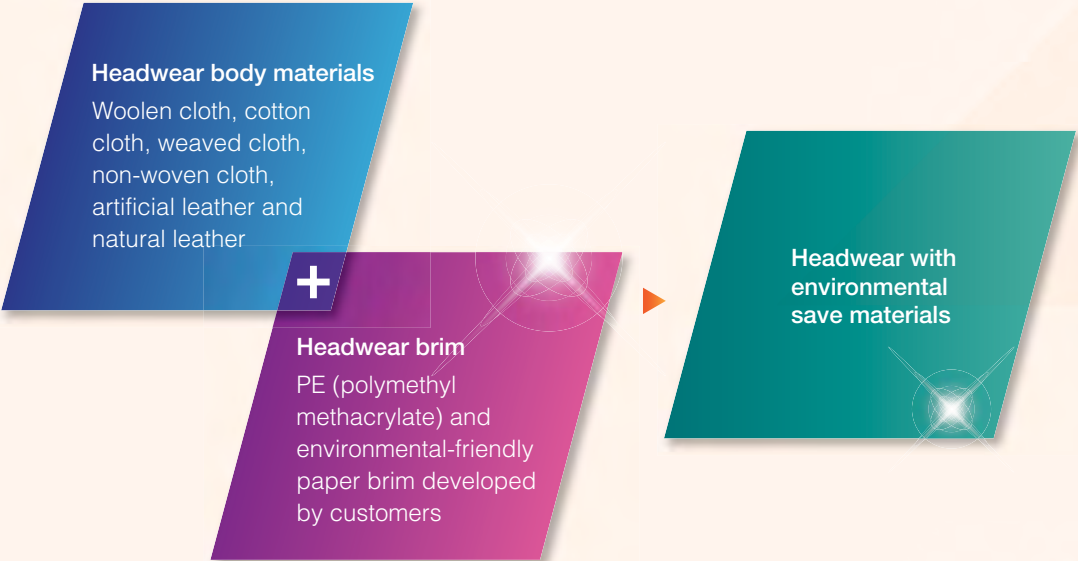 Headwear body materials
Woolen cloth, cotton
cloth, weaved cloth,
non-woven cloth,
artificial leather and
natural leather
+
Headwear brim
PE (polymethyl
methacrylate) and
environmental-friendly
paper brim developed
by customers
Headwear with
environmental
save materials